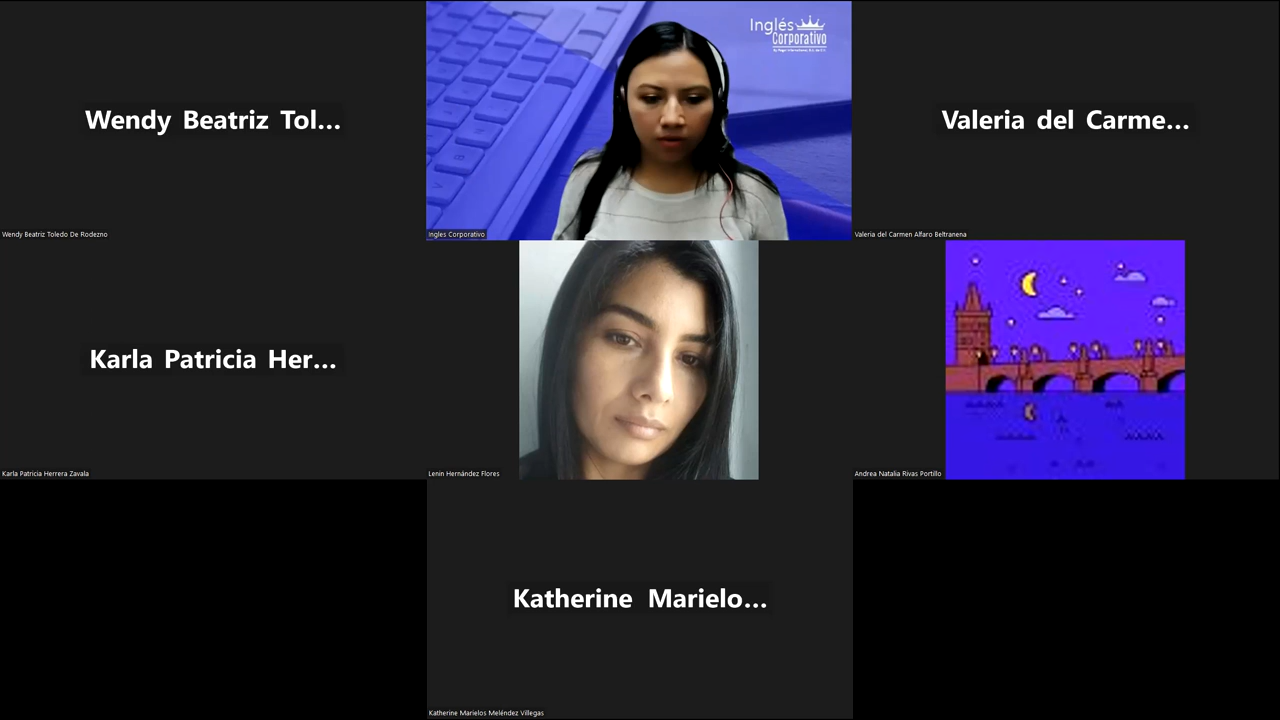 Wendy Beatriz Tol...
Wendy Beatriz Toledo De Rodezno
Inglés
Corporativo
Ingles Corporativo
Valeria del Carme...
Valeria del Carmen Alfaro Beltranena
Karla Patricia Her...
Karla Patricia Herrera Zavala
Lenin Hernández Flores
Andrea Natalia Rivas Portillo
Katherine Marielo...
Katherine Marielos Meléndez Villegas